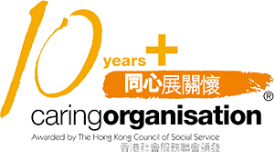 10 years+
同心展關懷
caringorganisation®
Awarded by The Hong Kong Council of Social Service
香港社會服務聯會頒發